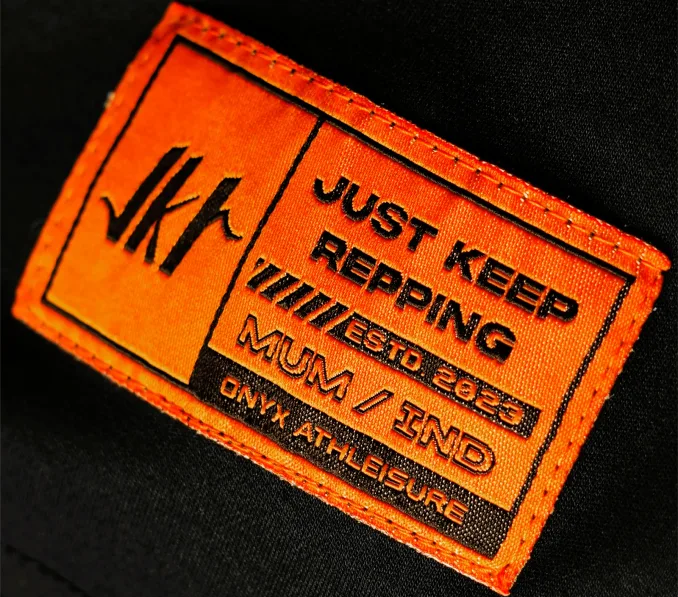 JKR
JUST KEEP
REPPING
ESTD 2023
MUM / IND
ONYX ATHLEISURE